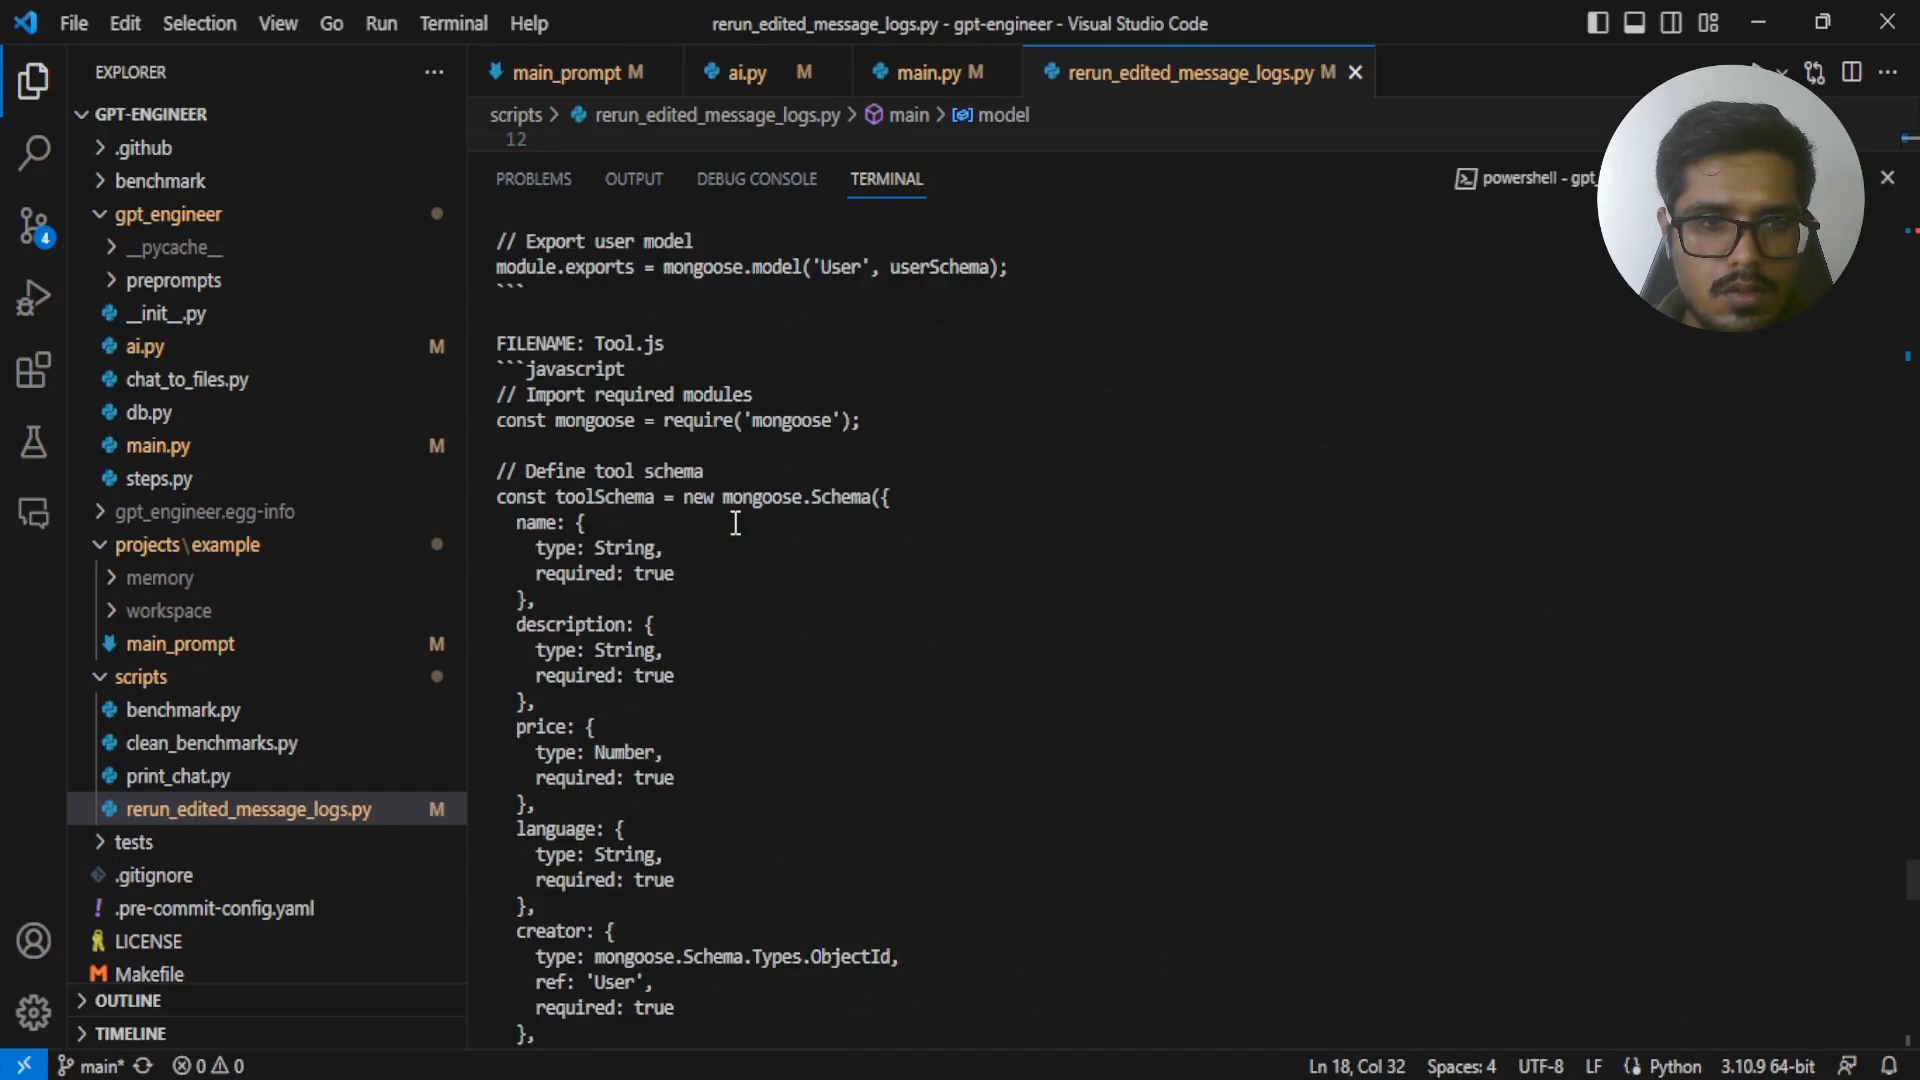 File Edit Selection View Go Run Terminal Help rerun_edited_message_logs.py - gpt-engineer - Visual Studio Code
EXPLORER
GPT-ENGINEER
.github
benchmark
gpt_engineer
__pycache__
preprompts
__init__.py
ai.py M
chat_to_files.py
db.py
main.py M
steps.py
gpt_engineer.egg-info
projects\example
memory
workspace
main_prompt M
scripts
benchmark.py
clean_benchmarks.py
print_chat.py
rerun_edited_message_logs.py M
tests
.gitignore
.pre-commit-config.yaml
LICENSE
Makefile
OUTLINE
TIMELINE
4
main_prompt M ai.py M main.py M rerun_edited_message_logs.py M
scripts > rerun_edited_message_logs.py > main > model
12
PROBLEMS OUTPUT DEBUG CONSOLE TERMINAL powershell - gpt_
// Export user model
module.exports = mongoose.model('User', userSchema);
```
FILENAME: Tool.js
```javascript
// Import required modules
const mongoose = require('mongoose');
// Define tool schema
const toolSchema = new mongoose.Schema({
name: {
type: String,
required: true
},
description: {
type: String,
required: true
},
price: {
type: Number,
required: true
},
language: {
type: String,
required: true
},
creator: {
type: mongoose.Schema.Types.ObjectId,
ref: 'User',
required: true
},
main* 0 0 Ln 18, Col 32 Spaces: 4 UTF-8 LF Python 3.10.9 64-bit